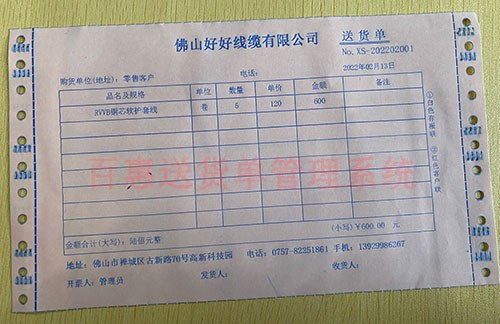 佛山好好线缆有限公司 送货单
No. XS-202202001
购货单位(地址): 零售客户 电话: 2022年02月13日
品名及规格 单位 数量 单价 金额 备注
RVVB铜芯软护套线 卷 5 120 600
百惠送货单管理系统
①白色存根联 ②红色客户联
(小写)￥600.00 元
金额合计(大写): 陆佰元整
地址: 佛山市禅城区古新路70号高新科技园 电话: 0757-82251861 手机: 13929986267
开票人: 管理员 发货人: 收货人: